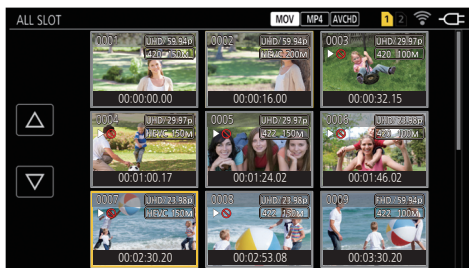 ALL SLOT MOV MP4 AVCHD 1 2
0001 UHD/59.94p
420 150M
00:00:00.00
0002 UHD/59.94p
HEVC 200M
00:00:16.00
0003 UHD/29.97p
420 100M
00:00:32.15
0004 UHD/29.97p
HEVC 150M
00:01:00.17
0005 UHD/29.97p
422 150M
00:01:24.02
0006 UHD/23.98p
420 100M
00:01:46.02
0007 UHD/23.98p
HEVC 150M
00:02:30.20
0008 UHD/23.98p
422 150M
00:02:53.08
0009 FHD/59.94p
422 100M
00:03:30.20